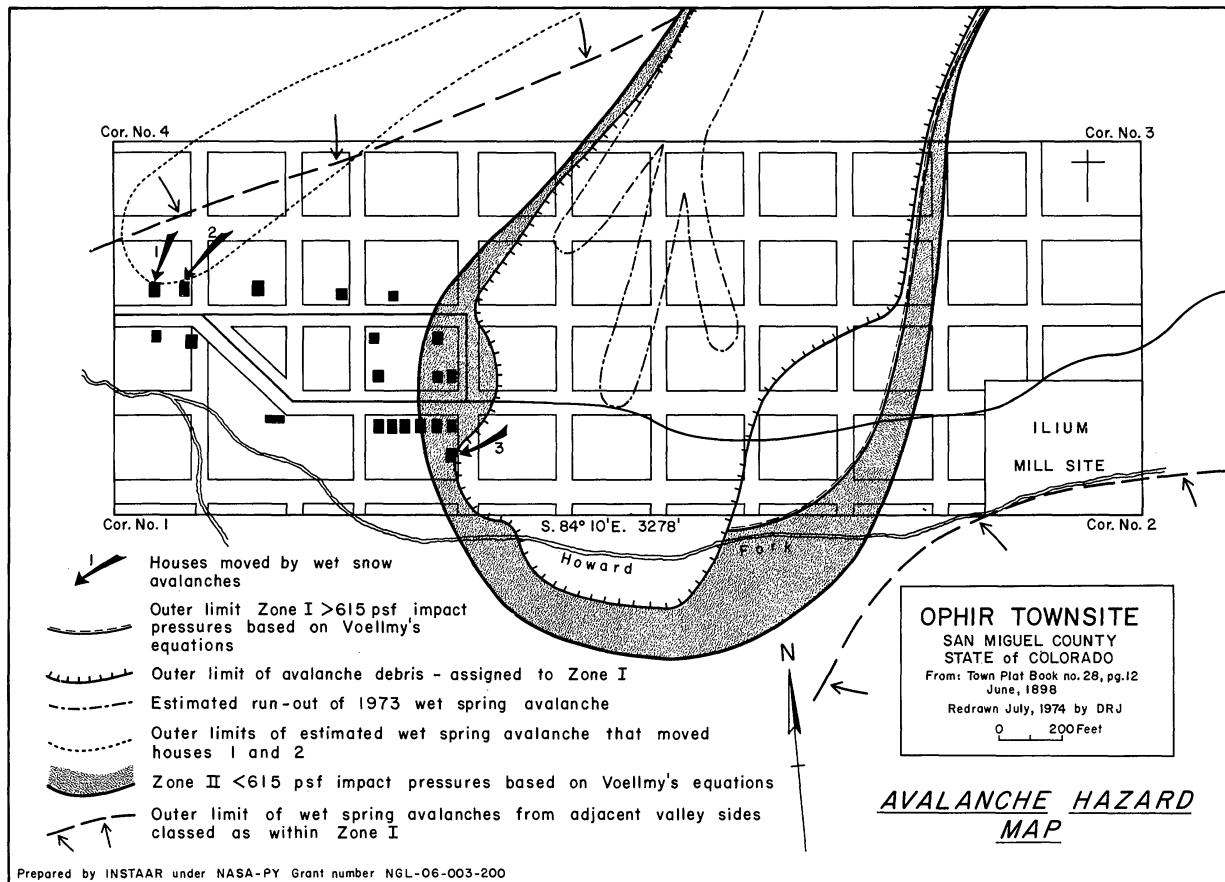 Cor. No. 4
Cor. No. 3
1
2
3
ILIUM
MILL SITE
Cor. No. 1
S. 84° 10'E. 3278'
Cor. No. 2
Howard Fork
1
Houses moved by wet snow
avalanches
Outer limit Zone I >615 psf impact
pressures based on Voellmy's
equations
Outer limit of avalanche debris - assigned to Zone I
Estimated run-out of 1973 wet spring avalanche
Outer limits of estimated wet spring avalanche that moved
houses 1 and 2
Zone II <615 psf impact pressures based on Voellmy's equations
Outer limit of wet spring avalanches from adjacent valley sides
classed as within Zone I
N
OPHIR TOWNSITE
SAN MIGUEL COUNTY
STATE of COLORADO
From: Town Plat Book no. 28, pg. 12
June, 1898
Redrawn July, 1974 by DRJ
0 200 Feet
AVALANCHE HAZARD
MAP
Prepared by INSTAAR under NASA-PY Grant number NGL-06-003-200